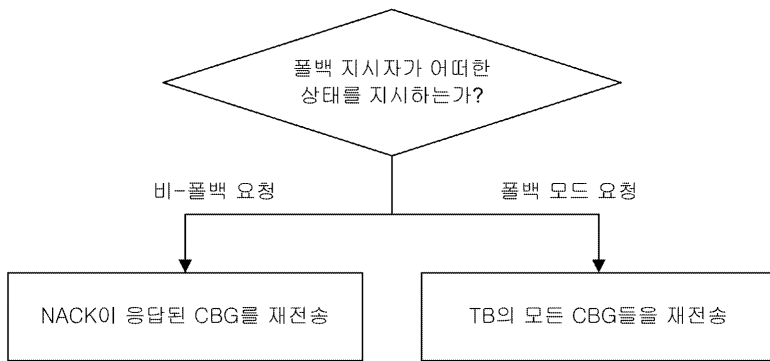 폴백 지시자가 어떠한
상태를 지시하는가?
비-폴백 요청
폴백 모드 요청
NACK이 응답된 CBG를 재전송
TB의 모든 CBG들을 재전송